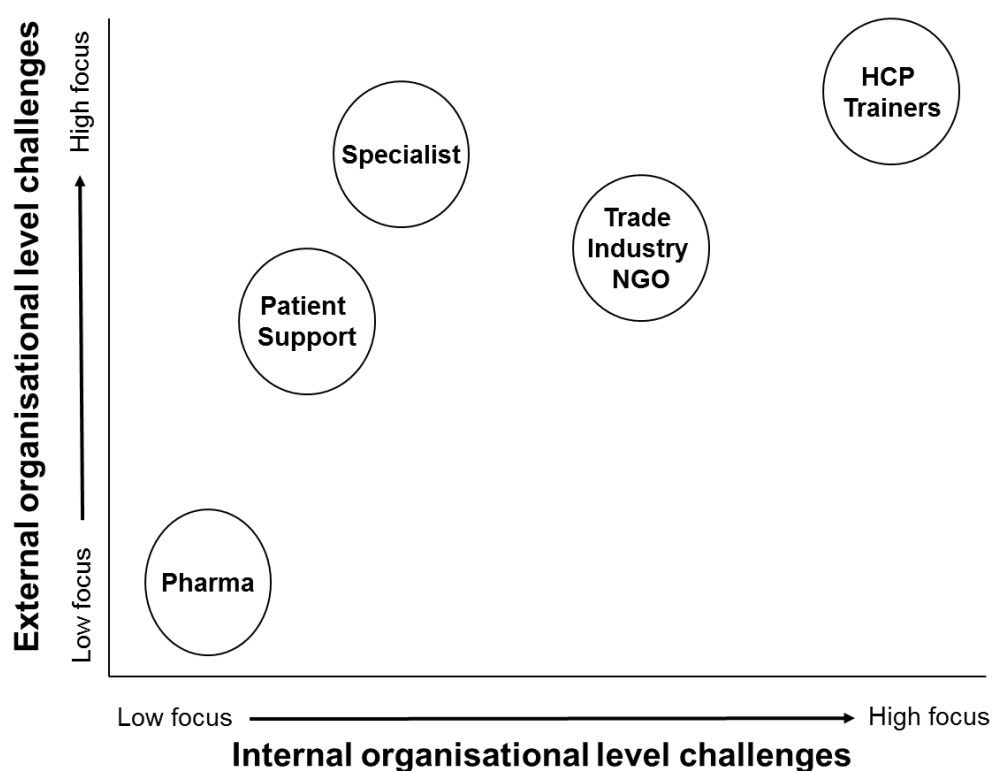 External organisational level challenges
High focus
Low focus
HCP
Trainers
Specialist
Trade
Industry
NGO
Patient
Support
Pharma
Low focus
High focus
Internal organisational level challenges